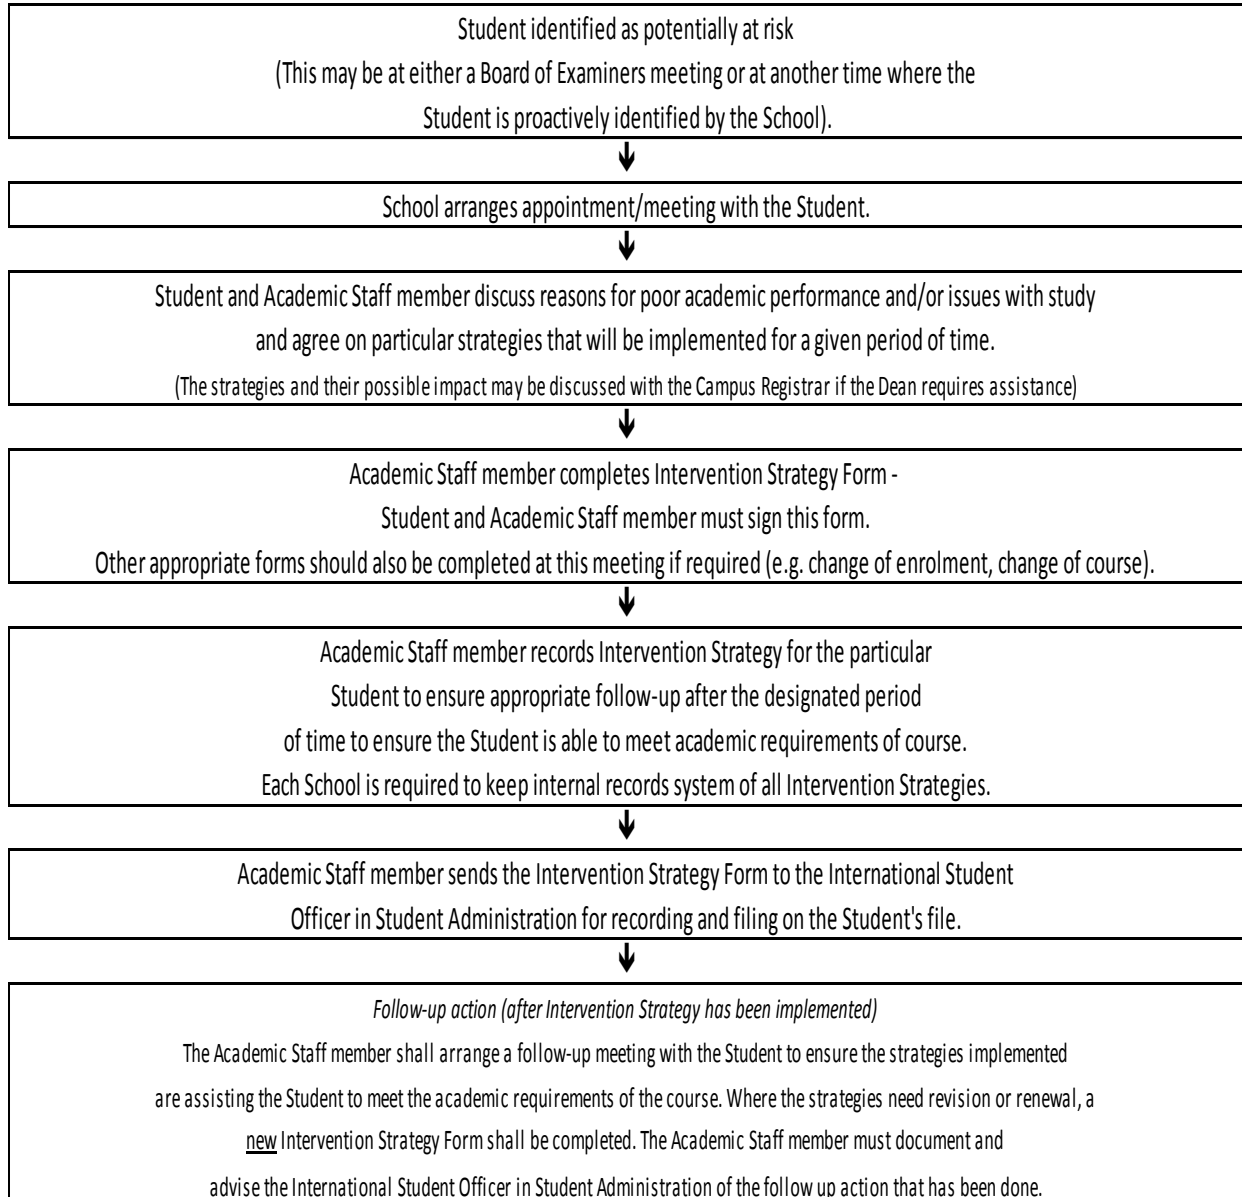 Student identified as potentially at risk
(This may be at either a Board of Examiners meeting or at another time where the
Student is proactively identified by the School).
School arranges appointment/meeting with the Student.
Student and Academic Staff member discuss reasons for poor academic performance and/or issues with study
and agree on particular strategies that will be implemented for a given period of time.
(The strategies and their possible impact may be discussed with the Campus Registrar if the Dean requires assistance)
Academic Staff member completes Intervention Strategy Form -
Student and Academic Staff member must sign this form.
Other appropriate forms should also be completed at this meeting if required (e.g. change of enrolment, change of course).
Academic Staff member records Intervention Strategy for the particular
Student to ensure appropriate follow-up after the designated period
of time to ensure the Student is able to meet academic requirements of course.
Each School is required to keep internal records system of all Intervention Strategies.
Academic Staff member sends the Intervention Strategy Form to the International Student
Officer in Student Administration for recording and filing on the Student's file.
Follow-up action (after Intervention Strategy has been implemented)
The Academic Staff member shall arrange a follow-up meeting with the Student to ensure the strategies implemented
are assisting the Student to meet the academic requirements of the course. Where the strategies need revision or renewal, a
new Intervention Strategy Form shall be completed. The Academic Staff member must document and
advise the International Student Officer in Student Administration of the follow up action that has been done.